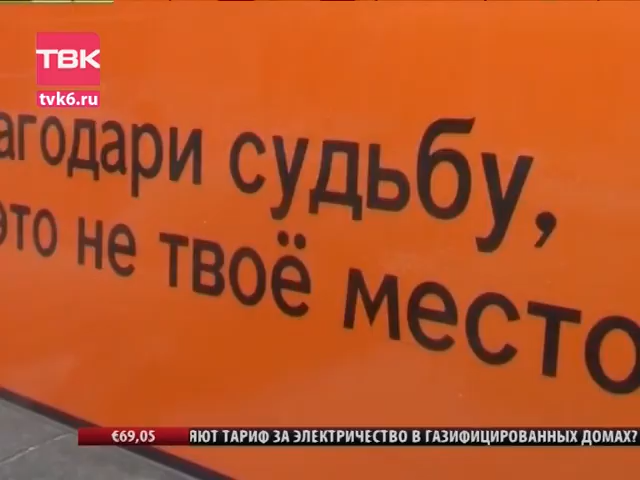 ТВК
tvk6.ru
агодари судьбу,
это не твоё место
€69,05
ЯЮТ ТАРИФ ЗА ЭЛЕКТРИЧЕСТВО В ГАЗИФИЦИРОВАННЫХ ДОМАХ?